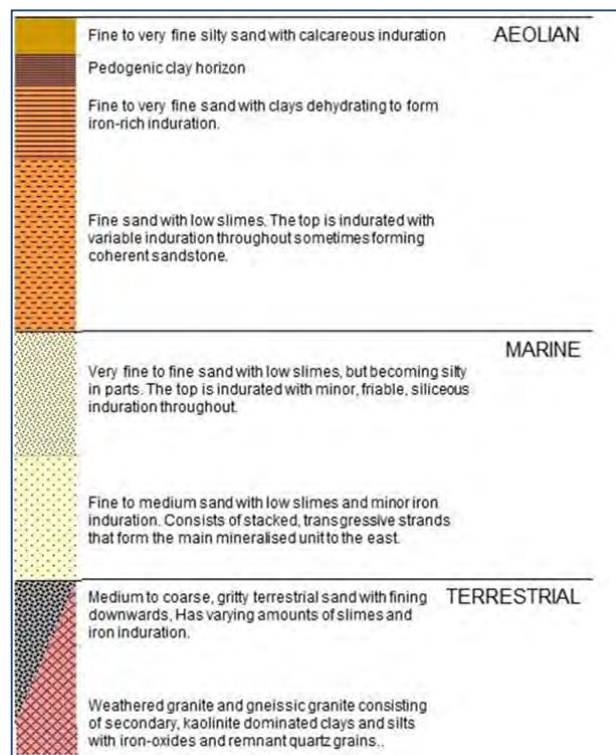 Fine to very fine silty sand with calcareous induration
AEOLIAN
Pedogenic clay horizon
Fine to very fine sand with clays dehydrating to form
iron-rich induration.
Fine sand with low slimes. The top is indurated with
variable induration throughout sometimes forming
coherent sandstone.
MARINE
Very fine to fine sand with low slimes, but becoming silty
in parts. The top is indurated with minor, friable, siliceous
induration throughout.
Fine to medium sand with low slimes and minor iron
induration. Consists of stacked, transgressive strands
that form the main mineralised unit to the east.
Medium to coarse, gritty terrestrial sand with fining
TERRESTRIAL
downwards, Has varying amounts of slimes and
iron induration.
Weathered granite and gneissic granite consisting
of secondary, kaolinite dominated clays and silts
with iron-oxides and remnant quartz grains..